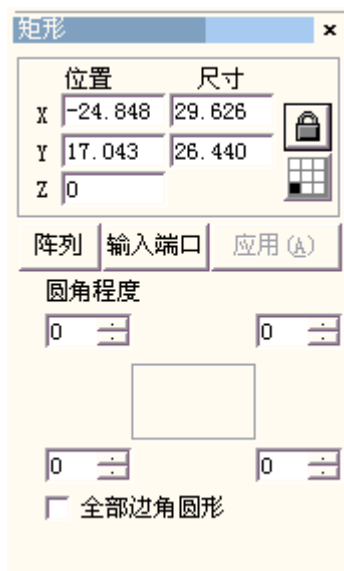 矩形
位置 尺寸
X -24.848 29.626
Y 17.043 26.440
Z 0
阵列 输入端口 应用(A)
圆角程度
0 0
0 0
全部边角圆形